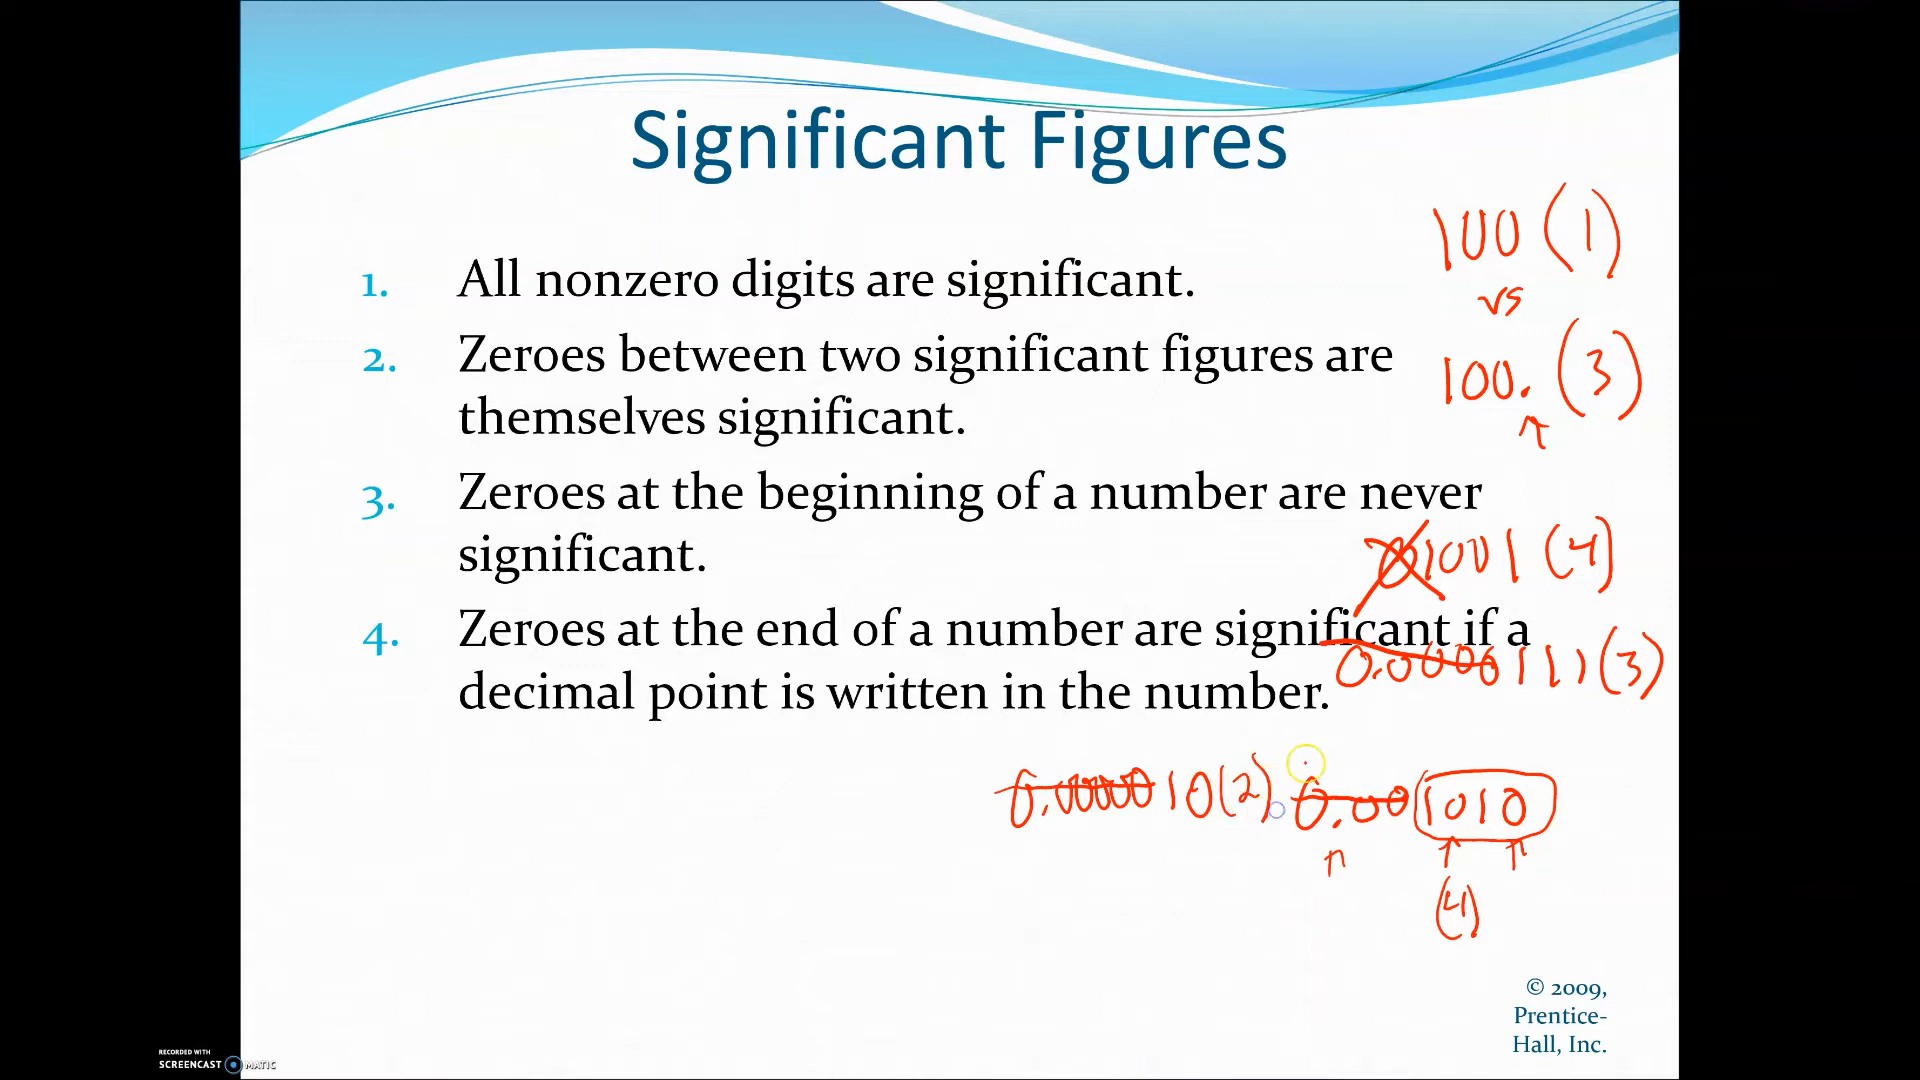 Significant Figures
100 (1)
vs
100. (3)
1. All nonzero digits are significant.
2. Zeroes between two significant figures are
themselves significant.
3. Zeroes at the beginning of a number are never
significant.
01001 (4)
4. Zeroes at the end of a number are significant if a
decimal point is written in the number.
0.0000111 (3)
0.0000010 (2)
0.001010
(4)
© 2009,
Prentice-
Hall, Inc.
RECORDED WITH
SCREENCAST MATIC